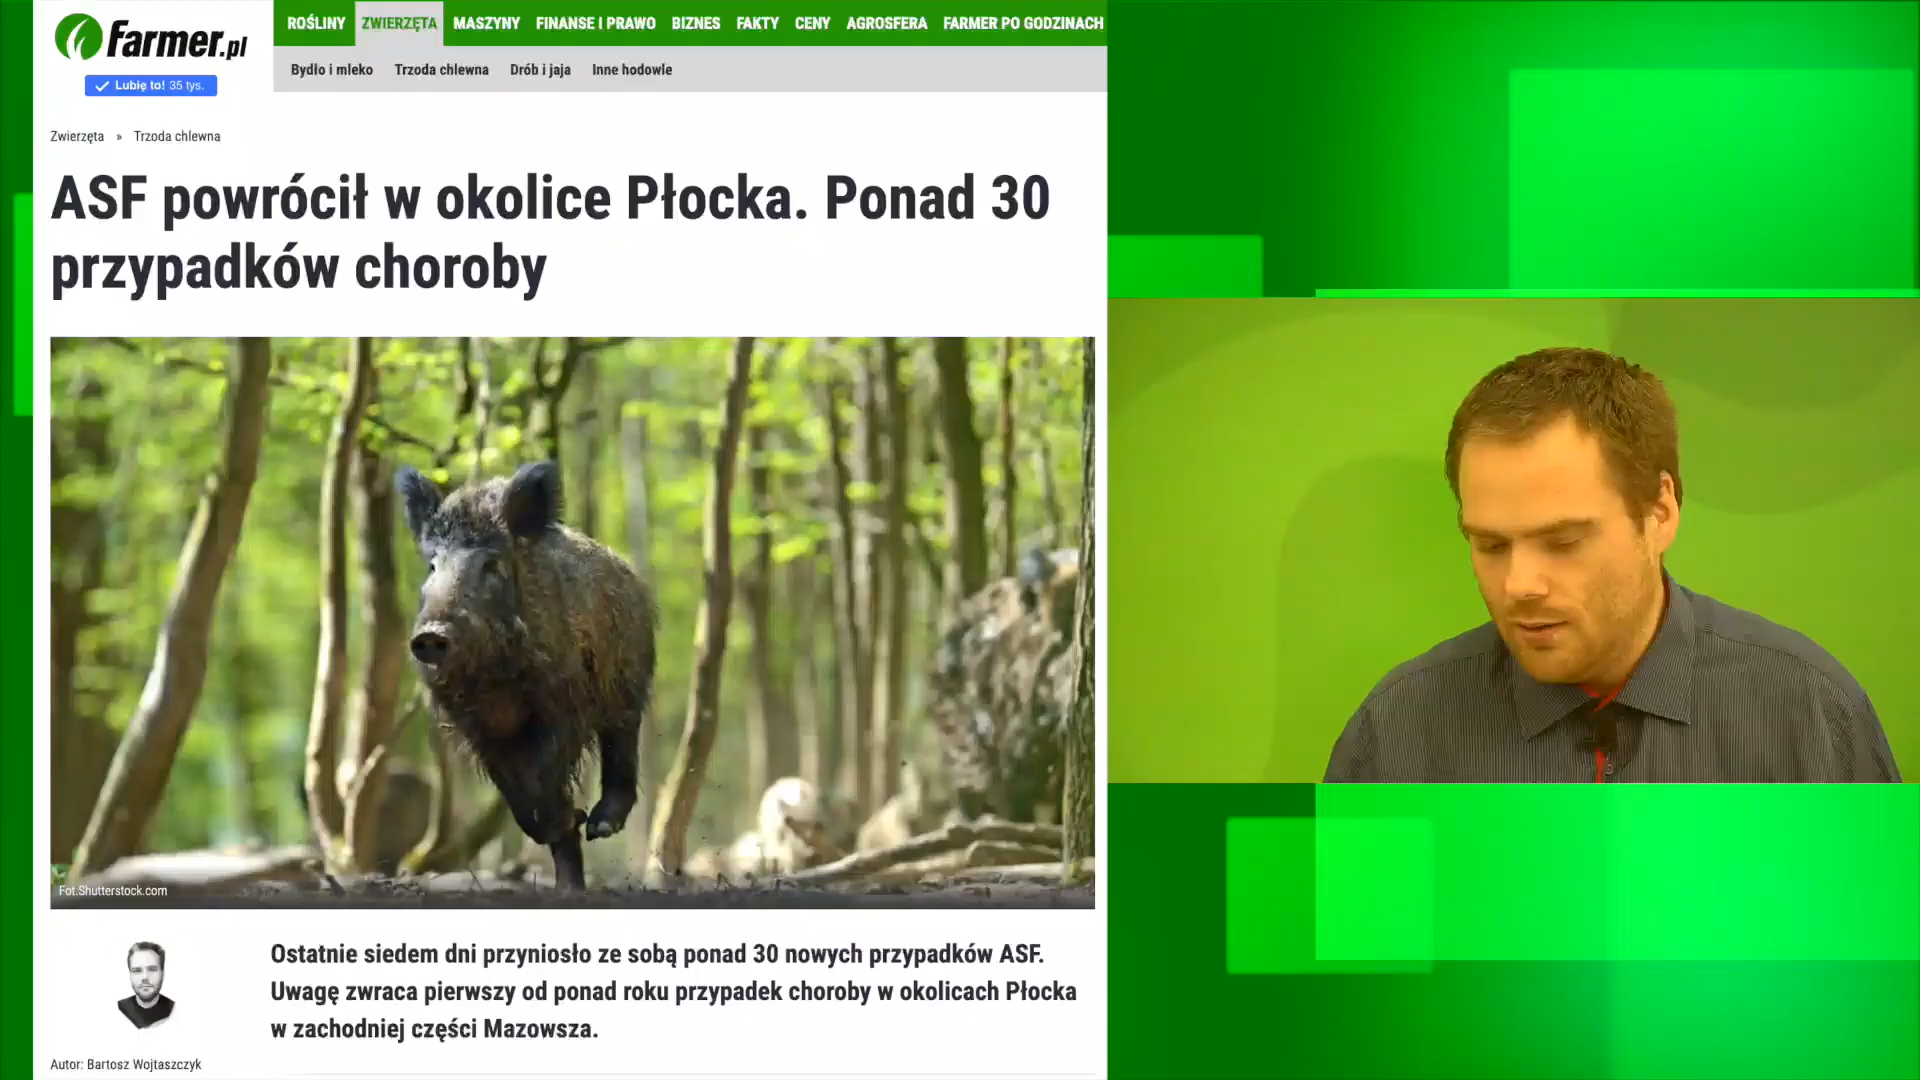 Farmer.pl
Lubię to! 35 tys.
ROŚLINY ZWIERZĘTA MASZYNY FINANSE I PRAWO BIZNES FAKTY CENY AGROSFERA FARMER PO GODZINACH
Bydło i mleko Trzoda chlewna Drób i jaja Inne hodowle
Zwierzęta » Trzoda chlewna
ASF powrócił w okolice Płocka. Ponad 30
przypadków choroby
Fot.Shutterstock.com
Ostatnie siedem dni przyniosło ze sobą ponad 30 nowych przypadków ASF.
Uwagę zwraca pierwszy od ponad roku przypadek choroby w okolicach Płocka
w zachodniej części Mazowsza.
Autor: Bartosz Wojtaszczyk